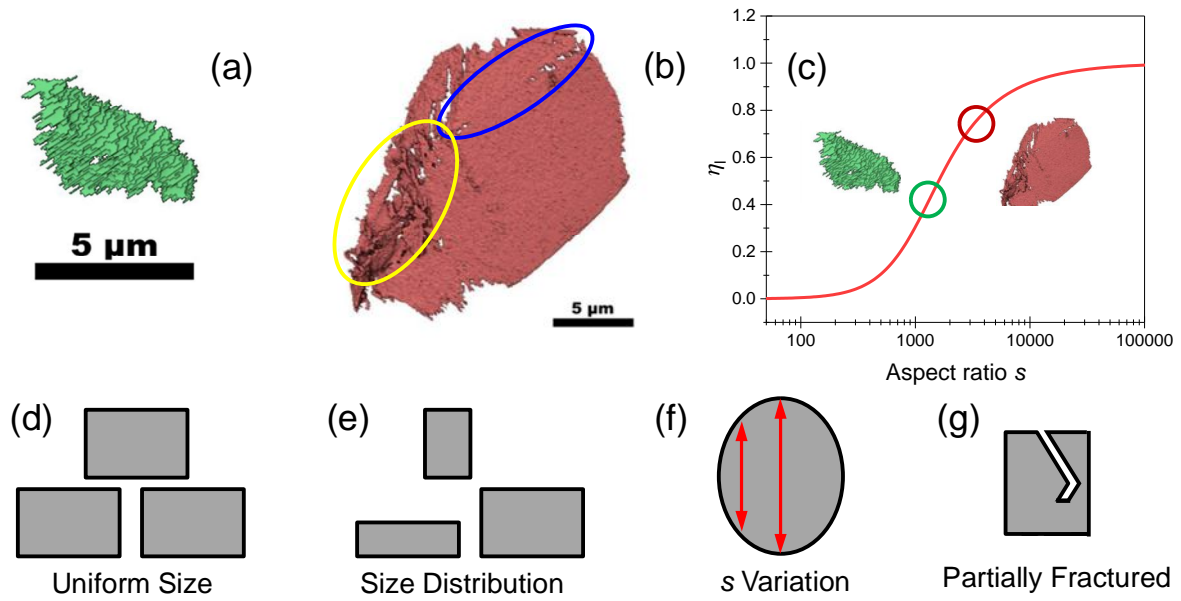 (a)
5 µm
(b)
5 µm
(c)
1.2
1.0
0.8
0.6
0.4
0.2
0.0
ηl
100
1000
10000
100000
Aspect ratio s
(d)
Uniform Size
(e)
Size Distribution
(f)
s Variation
(g)
Partially Fractured